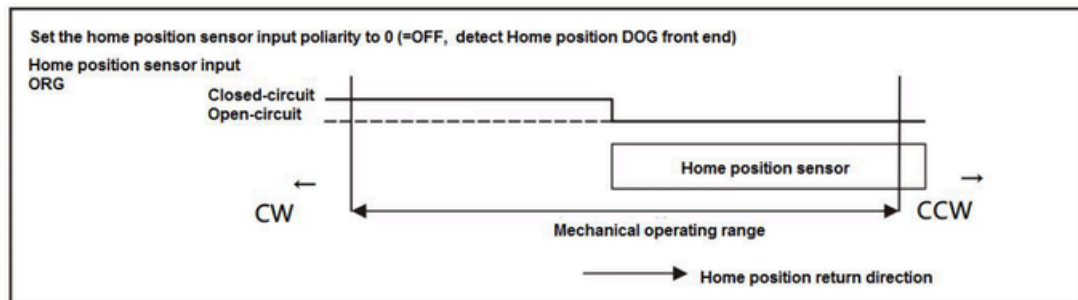 Set the home position sensor input poliarity to 0 (=OFF, detect Home position DOG front end)
Home position sensor input
ORG
Closed-circuit
Open-circuit
Home position sensor
←
→
CW
CCW
Mechanical operating range
Home position return direction